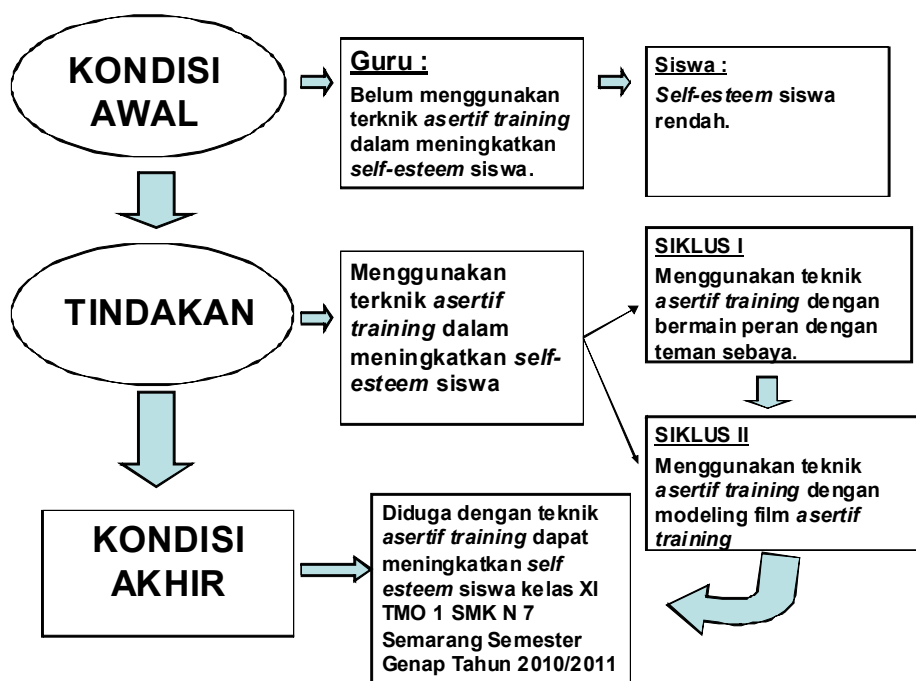 KONDISI
AWAL
Guru :
Belum menggunakan
terknik asertif training
dalam meningkatkan
self-esteem siswa.
Siswa :
Self-esteem siswa
rendah.
TINDAKAN
Menggunakan
terknik asertif
training dalam
meningkatkan self-
esteem siswa
SIKLUS I
Menggunakan teknik
asertif training dengan
bermain peran dengan
teman sebaya.
SIKLUS II
Menggunakan teknik
asertif training dengan
modeling film asertif
training
KONDISI
AKHIR
Diduga dengan teknik
asertif training dapat
meningkatkan self
esteem siswa kelas XI
TMO 1 SMK N 7
Semarang Semester
Genap Tahun 2010/2011